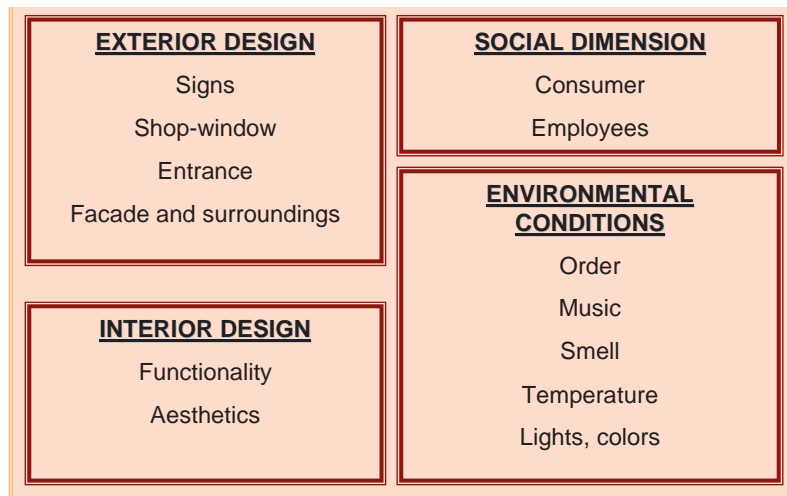 EXTERIOR DESIGN
Signs
Shop-window
Entrance
Facade and surroundings
INTERIOR DESIGN
Functionality
Aesthetics
SOCIAL DIMENSION
Consumer
Employees
ENVIRONMENTAL
CONDITIONS
Order
Music
Smell
Temperature
Lights, colors